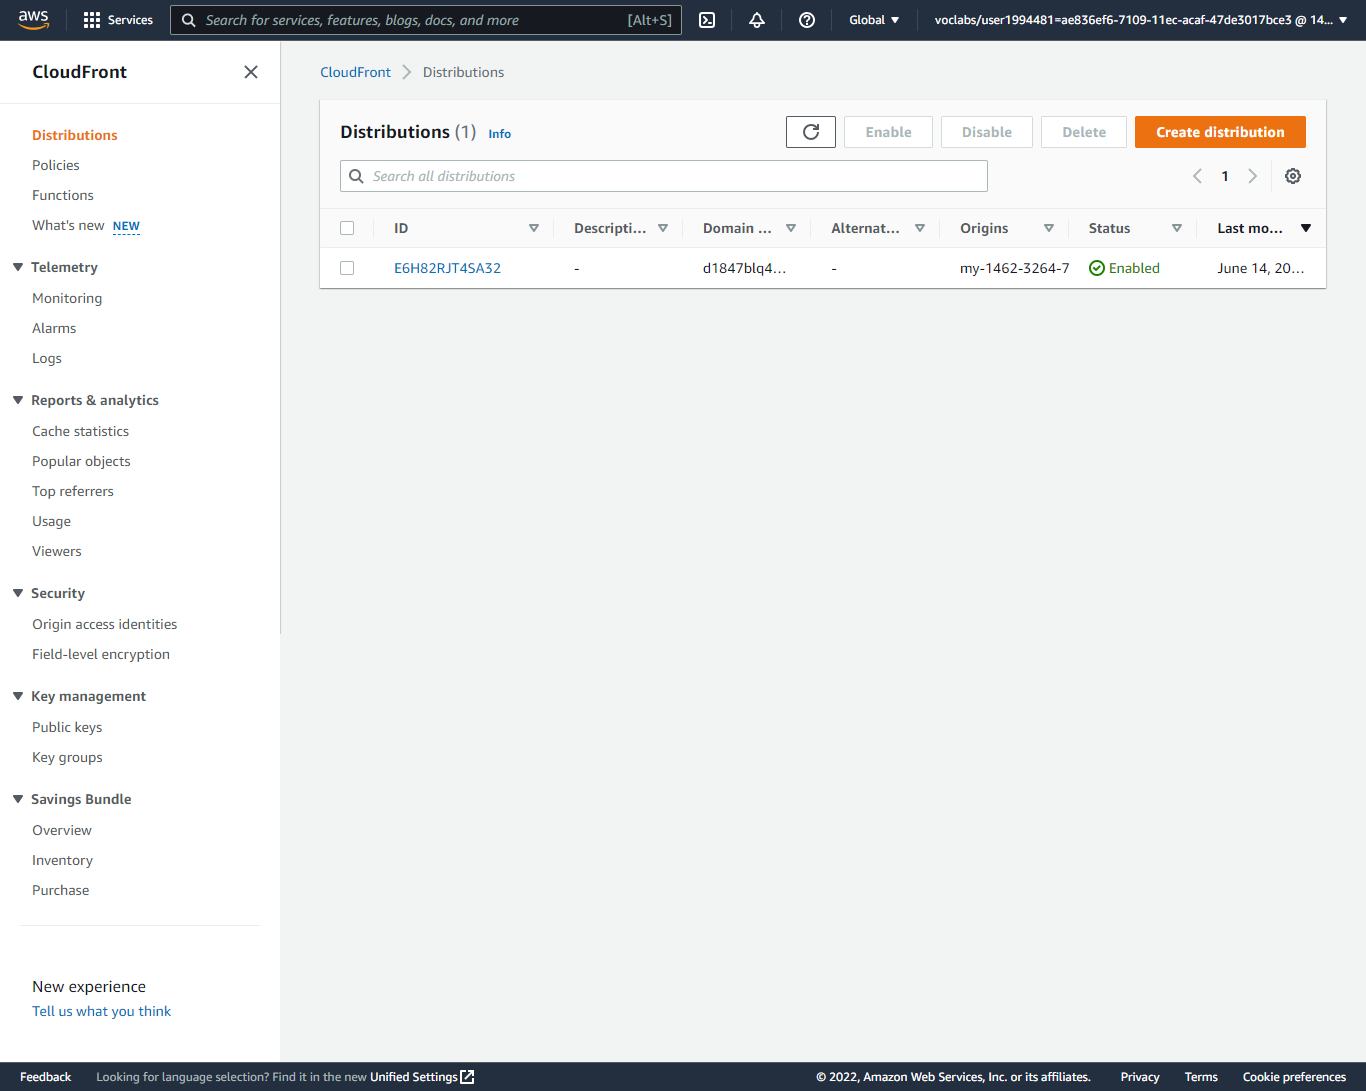 aws Services Search for services, features, blogs, docs, and more [Alt+S] Global voclabs/user1994481=ae836ef6-7109-11ec-acaf-47de3017bce3 @ 14...
CloudFront
Distributions
Policies
Functions
What's new NEW
Telemetry
Monitoring
Alarms
Logs
Reports & analytics
Cache statistics
Popular objects
Top referrers
Usage
Viewers
Security
Origin access identities
Field-level encryption
Key management
Public keys
Key groups
Savings Bundle
Overview
Inventory
Purchase
New experience
Tell us what you think
CloudFront Distributions
Distributions (1) Info Enable Disable Delete Create distribution
Search all distributions 1
ID Descripti... Domain ... Alternat... Origins Status Last mo...
E6H82RJT4SA32 - d1847blq4... - my-1462-3264-7 Enabled June 14, 20...
Feedback Looking for language selection? Find it in the new Unified Settings © 2022, Amazon Web Services, Inc. or its affiliates. Privacy Terms Cookie preferences